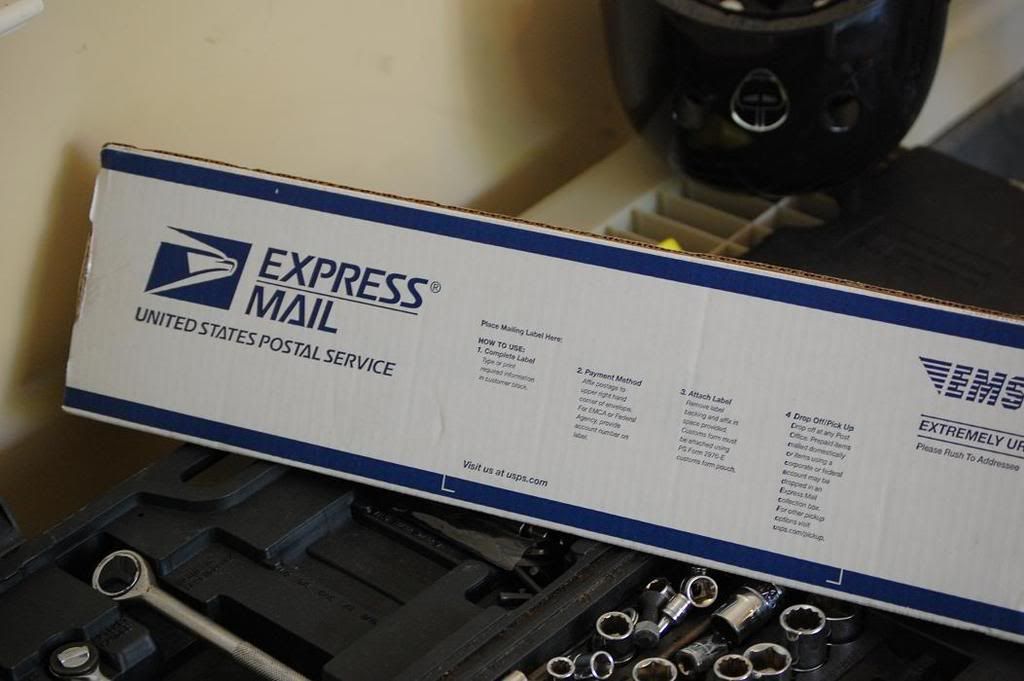 EXPRESS®
MAIL
UNITED STATES POSTAL SERVICE
Place Mailing Label Here:
HOW TO USE:
1. Complete Label
Type or print
required information
in customer block.
2. Payment Method
Affix postage to
upper right hand
corner of envelope.
For EMCA or Federal
Agency, provide
account number on
label.
3. Attach Label
Remove label
backing and affix in
space provided.
Customs form must
be attached using
PS Form 2976-E
customs form pouch.
4 Drop Off/Pick Up
Drop off at any Post
Office. Prepaid items
mailed domestically
or items using a
corporate or federal
account may be
dropped in an
Express Mail
collection box.
For other pickup
options visit
usps.com/pickup.
Visit us at usps.com
EMS
EXTREMELY UR
Please Rush To Addressee